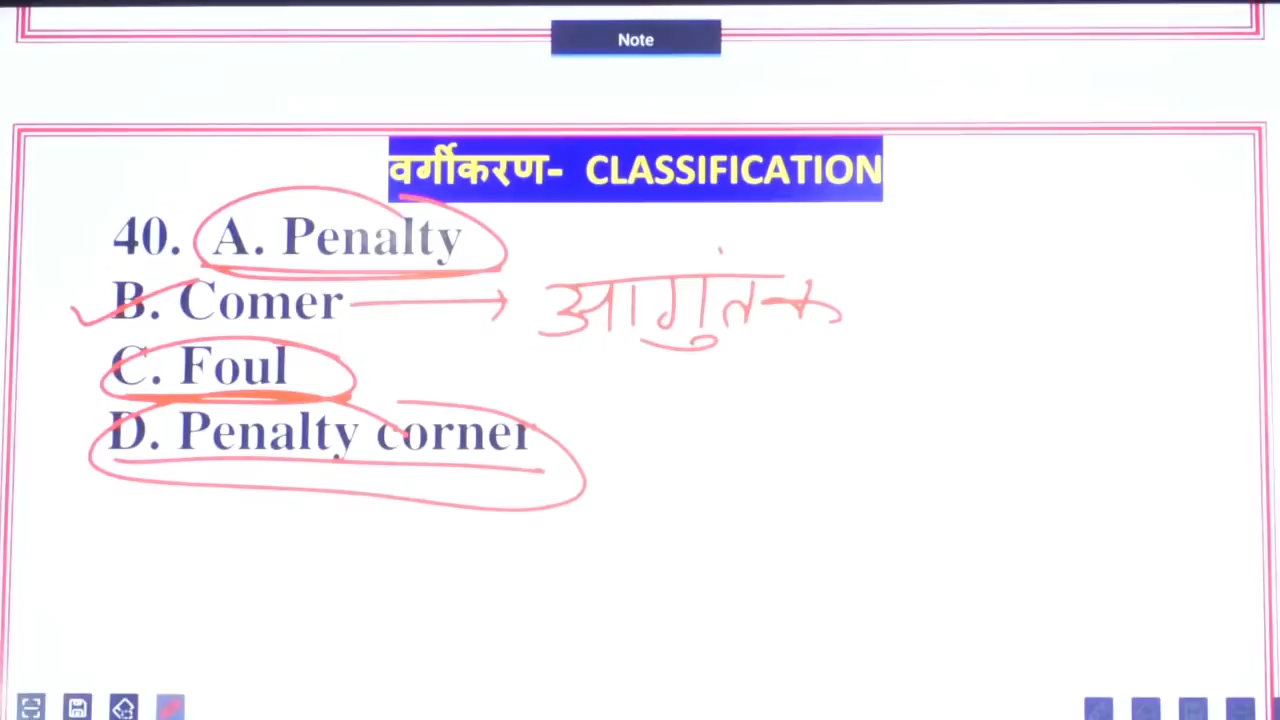 Note
वर्गीकरण- CLASSIFICATION
40. A. Penalty
B. Comer
आगुंतक
C. Foul
D. Penalty corner